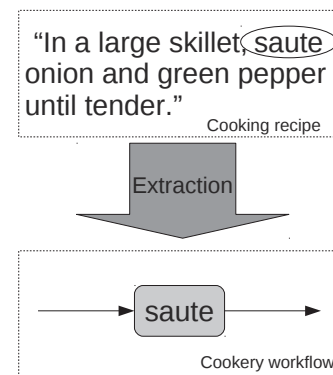 “In a large skillet, saute
onion and green pepper
until tender.”
Cooking recipe
Extraction
saute
Cookery workflow